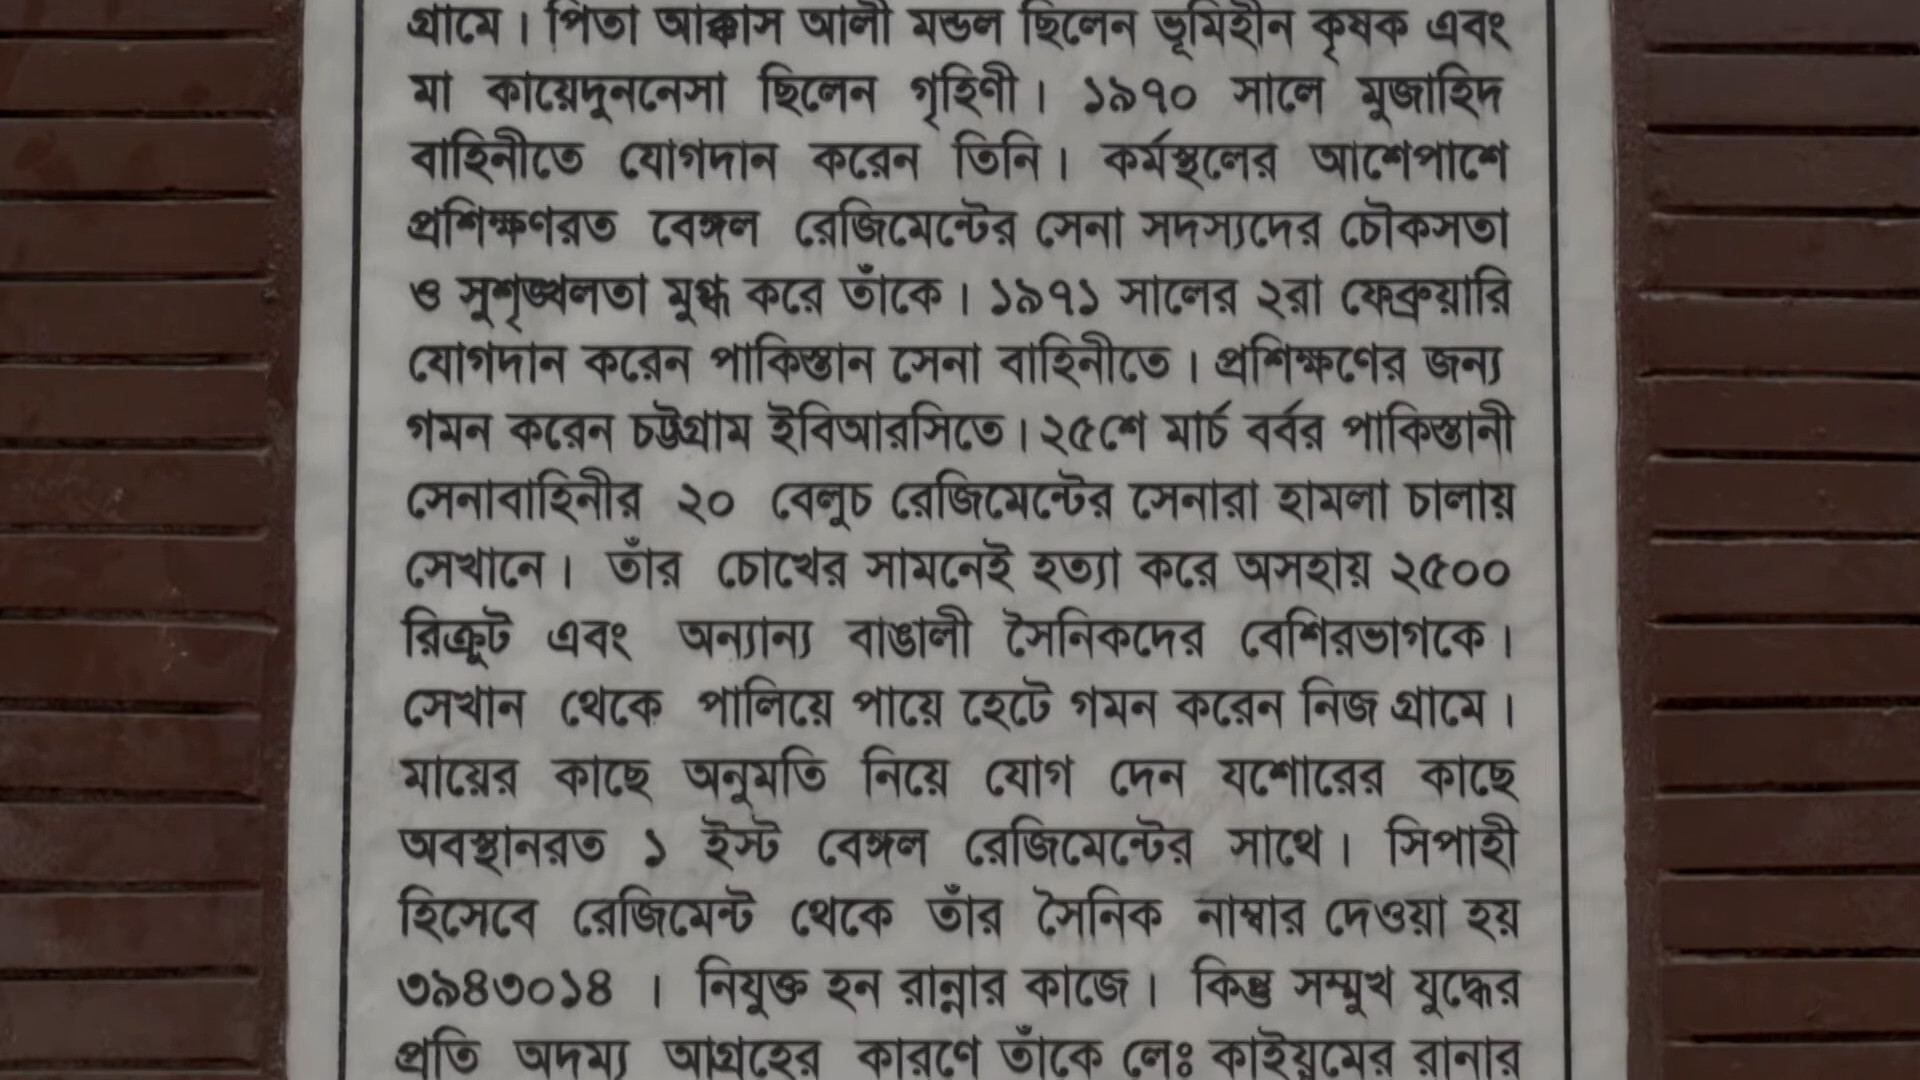 গ্রামে। পিতা আক্কাস আলী মন্ডল ছিলেন ভূমিহীন কৃষক এবং
মা কায়েদুননেসা ছিলেন গৃহিণী। ১৯৭০ সালে মুজাহিদ
বাহিনীতে যোগদান করেন তিনি। কর্মস্থলের আশেপাশে
প্রশিক্ষণরত বেঙ্গল রেজিমেন্টের সেনা সদস্যদের চৌকসতা
ও সুশৃঙ্খলতা মুগ্ধ করে তাঁকে। ১৯৭১ সালের ২রা ফেব্রুয়ারি
যোগদান করেন পাকিস্তান সেনা বাহিনীতে। প্রশিক্ষণের জন্য
গমন করেন চট্টগ্রাম ইবিআরসিতে। ২৫শে মার্চ বর্বর পাকিস্তানী
সেনাবাহিনীর ২০ বেলুচ রেজিমেন্টের সেনারা হামলা চালায়
সেখানে। তাঁর চোখের সামনেই হত্যা করে অসহায় ২৫০০
রিক্রুট এবং অন্যান্য বাঙালী সৈনিকদের বেশিরভাগকে।
সেখান থেকে পালিয়ে পায়ে হেটে গমন করেন নিজ গ্রামে।
মায়ের কাছে অনুমতি নিয়ে যোগ দেন যশোরের কাছে
অবস্থানরত ১ ইস্ট বেঙ্গল রেজিমেন্টের সাথে। সিপাহী
হিসেবে রেজিমেন্ট থেকে তাঁর সৈনিক নাম্বার দেওয়া হয়
৩৯৪৩০১৪ । নিযুক্ত হন রান্নার কাজে। কিন্তু সম্মুখ যুদ্ধের
প্রতি অদম্য আগ্রহের কারণে তাঁকে লেঃ কাইয়ুমের রানার